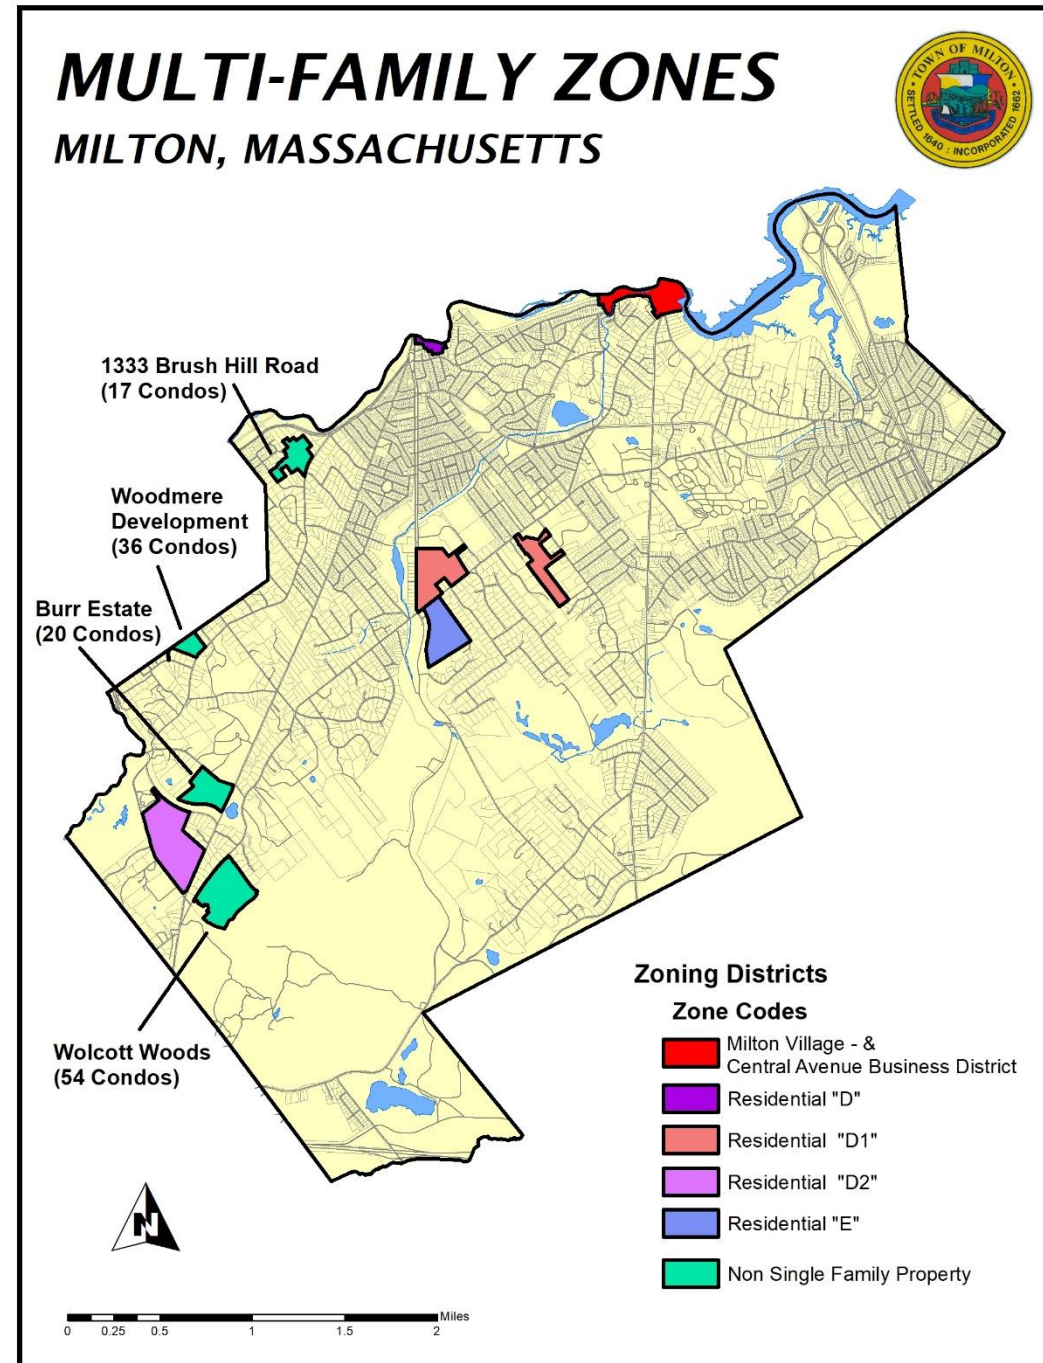 MULTI-FAMILY ZONES
MILTON, MASSACHUSETTS
TOWN OF MILTON
SETTLED 1640 : INCORPORATED 1662
1333 Brush Hill Road
(17 Condos)
Woodmere
Development
(36 Condos)
Burr Estate
(20 Condos)
Wolcott Woods
(54 Condos)
Zoning Districts
Zone Codes
Milton Village - &
Central Avenue Business District
Residential "D"
Residential "D1"
Residential "D2"
Residential "E"
Non Single Family Property
N
Miles
0 0.25 0.5 1 1.5 2